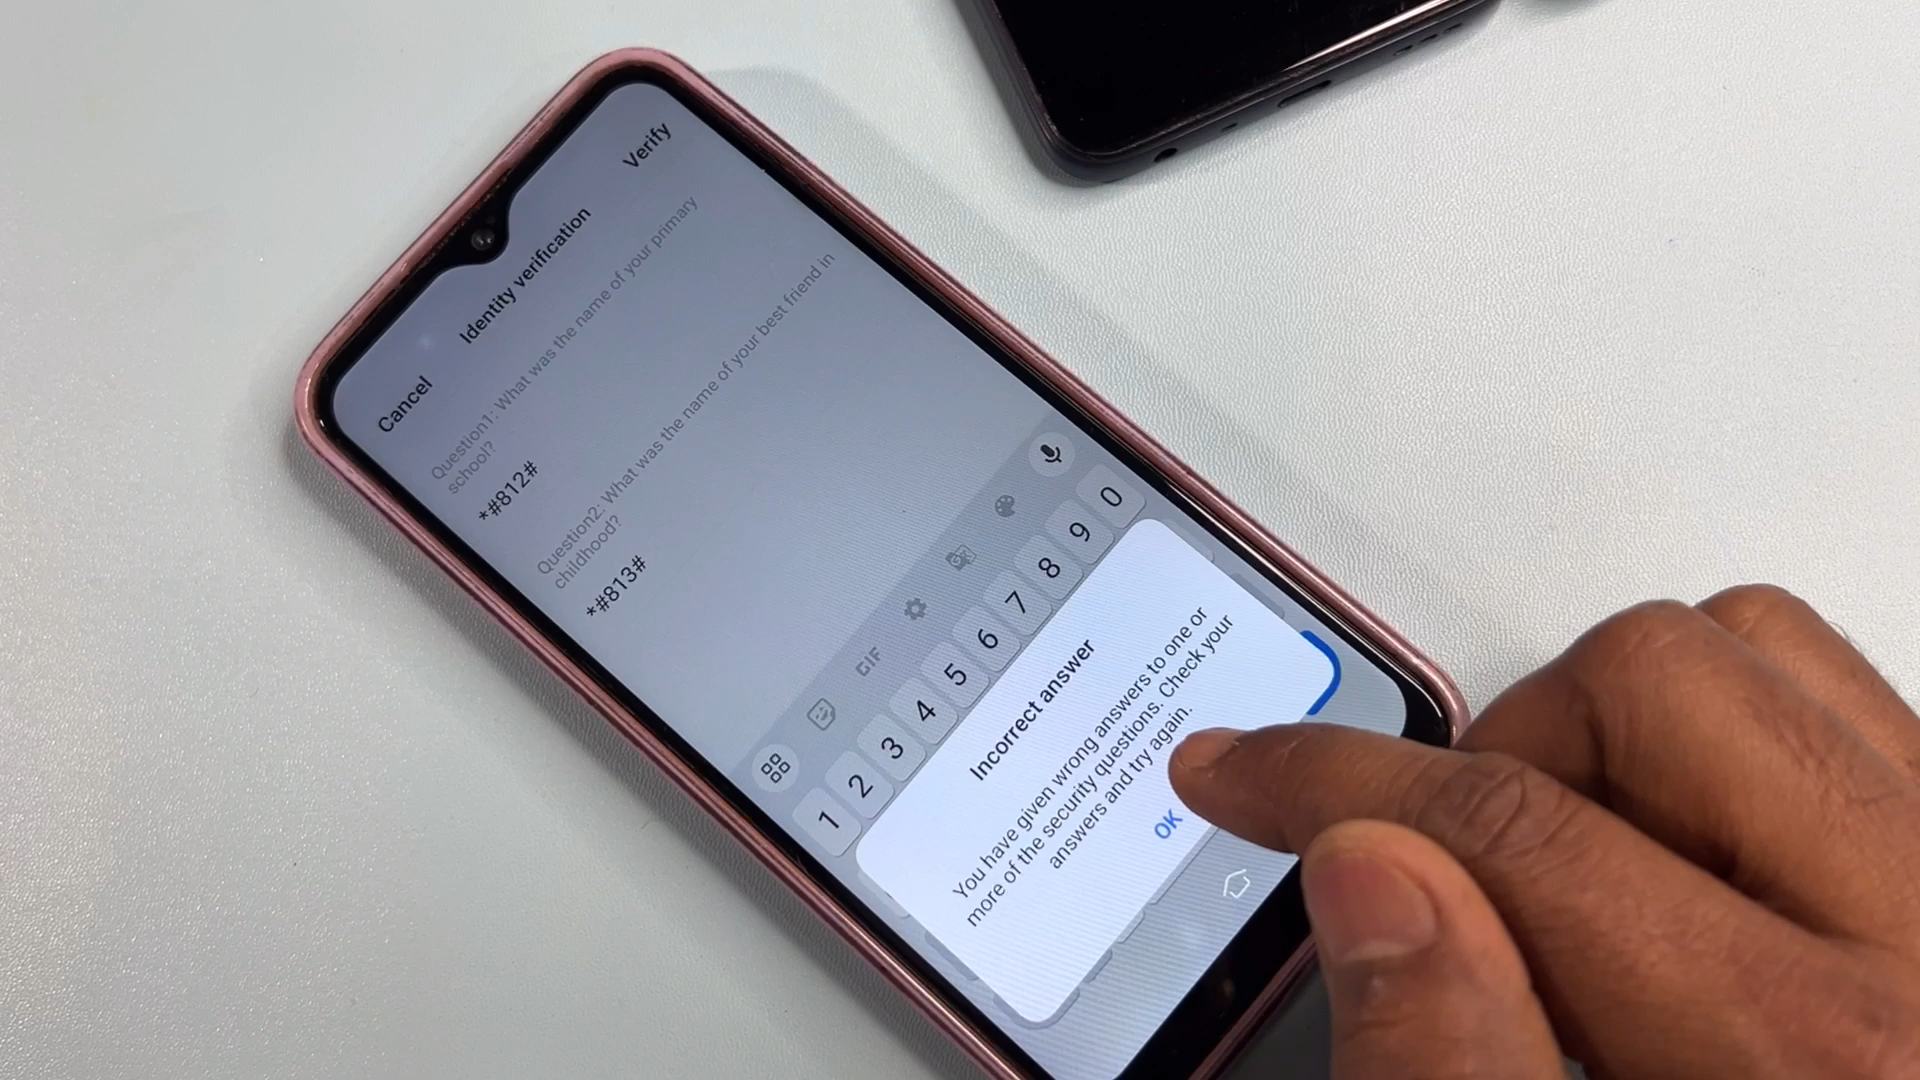 Cancel
Identity verification
Verify
Question1: What was the name of your primary
school?
*#812#
Question2: What was the name of your best friend in
childhood?
*#813#
GIF
1 2 3 4 5 6 7 8 9 0
Incorrect answer
You have given wrong answers to one or
more of the security questions. Check your
answers and try again.
OK